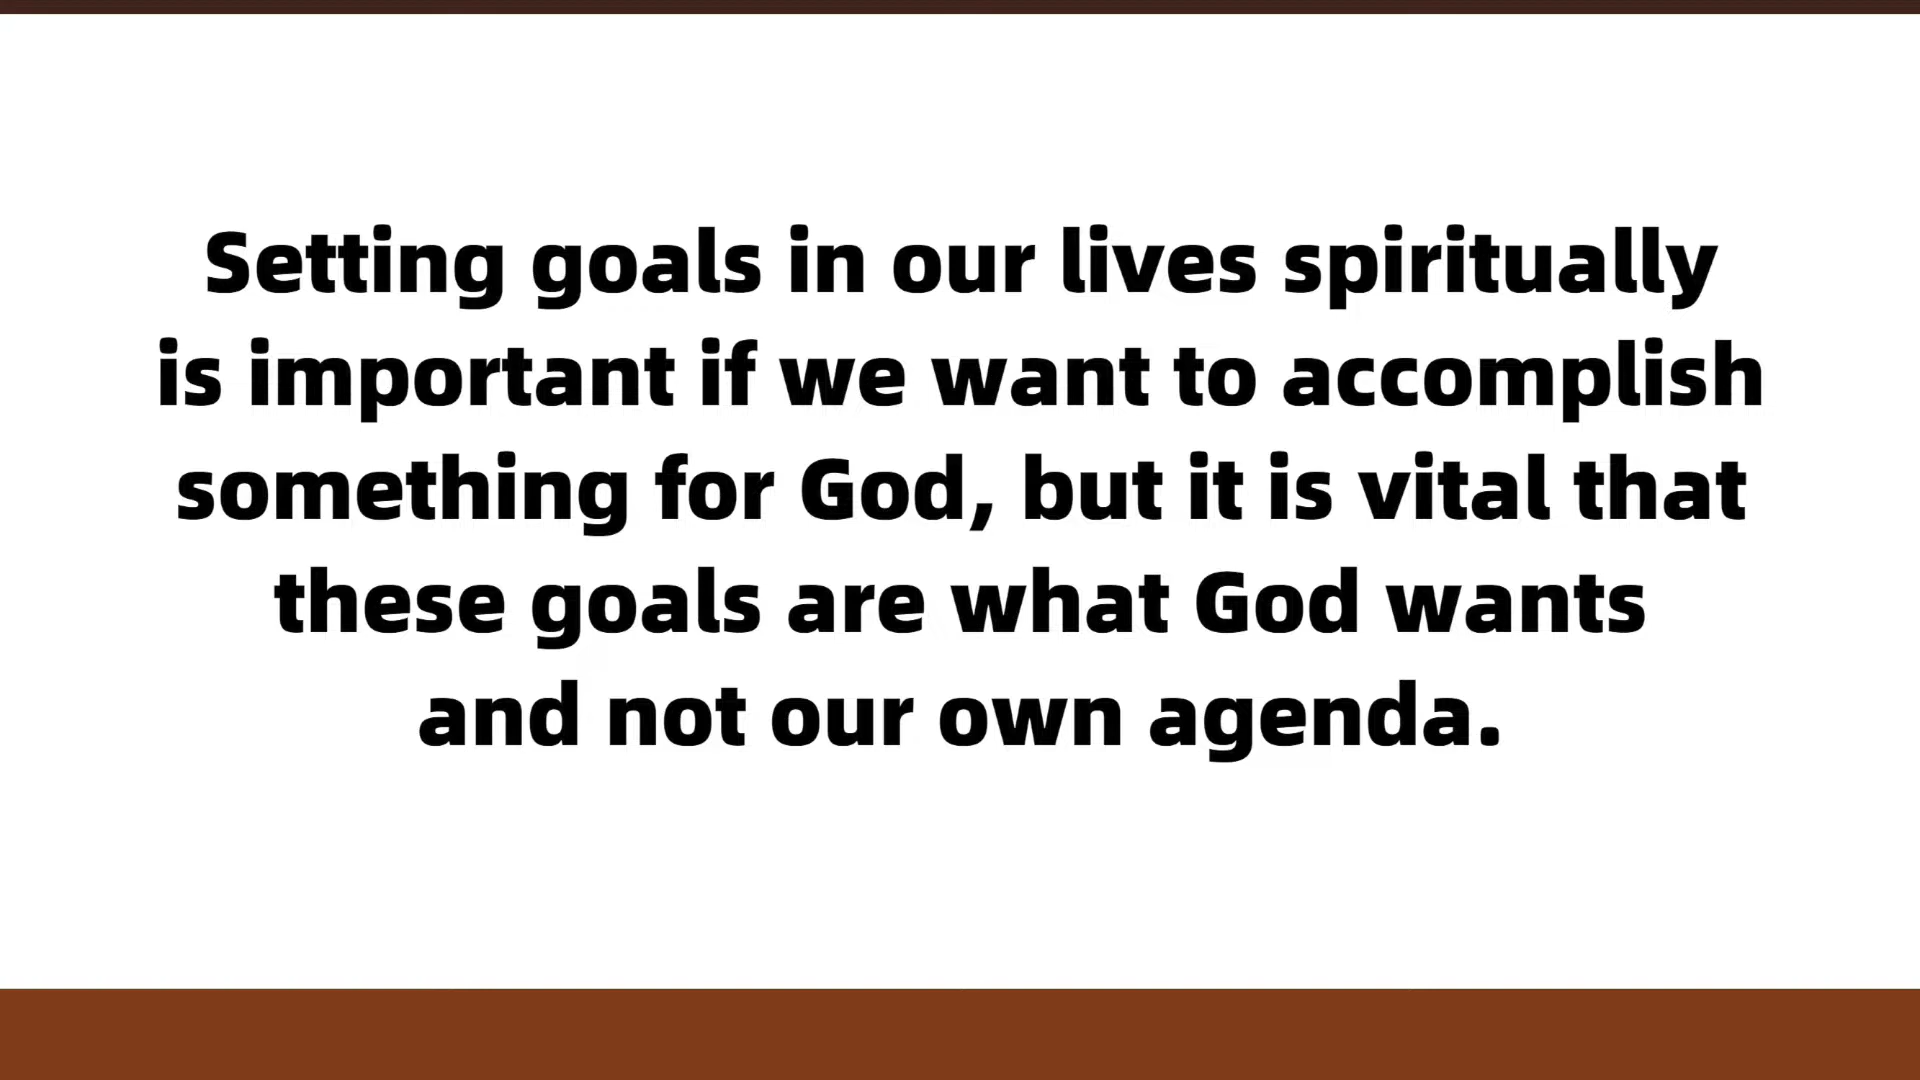 Setting goals in our lives spiritually
is important if we want to accomplish
something for God, but it is vital that
these goals are what God wants
and not our own agenda.